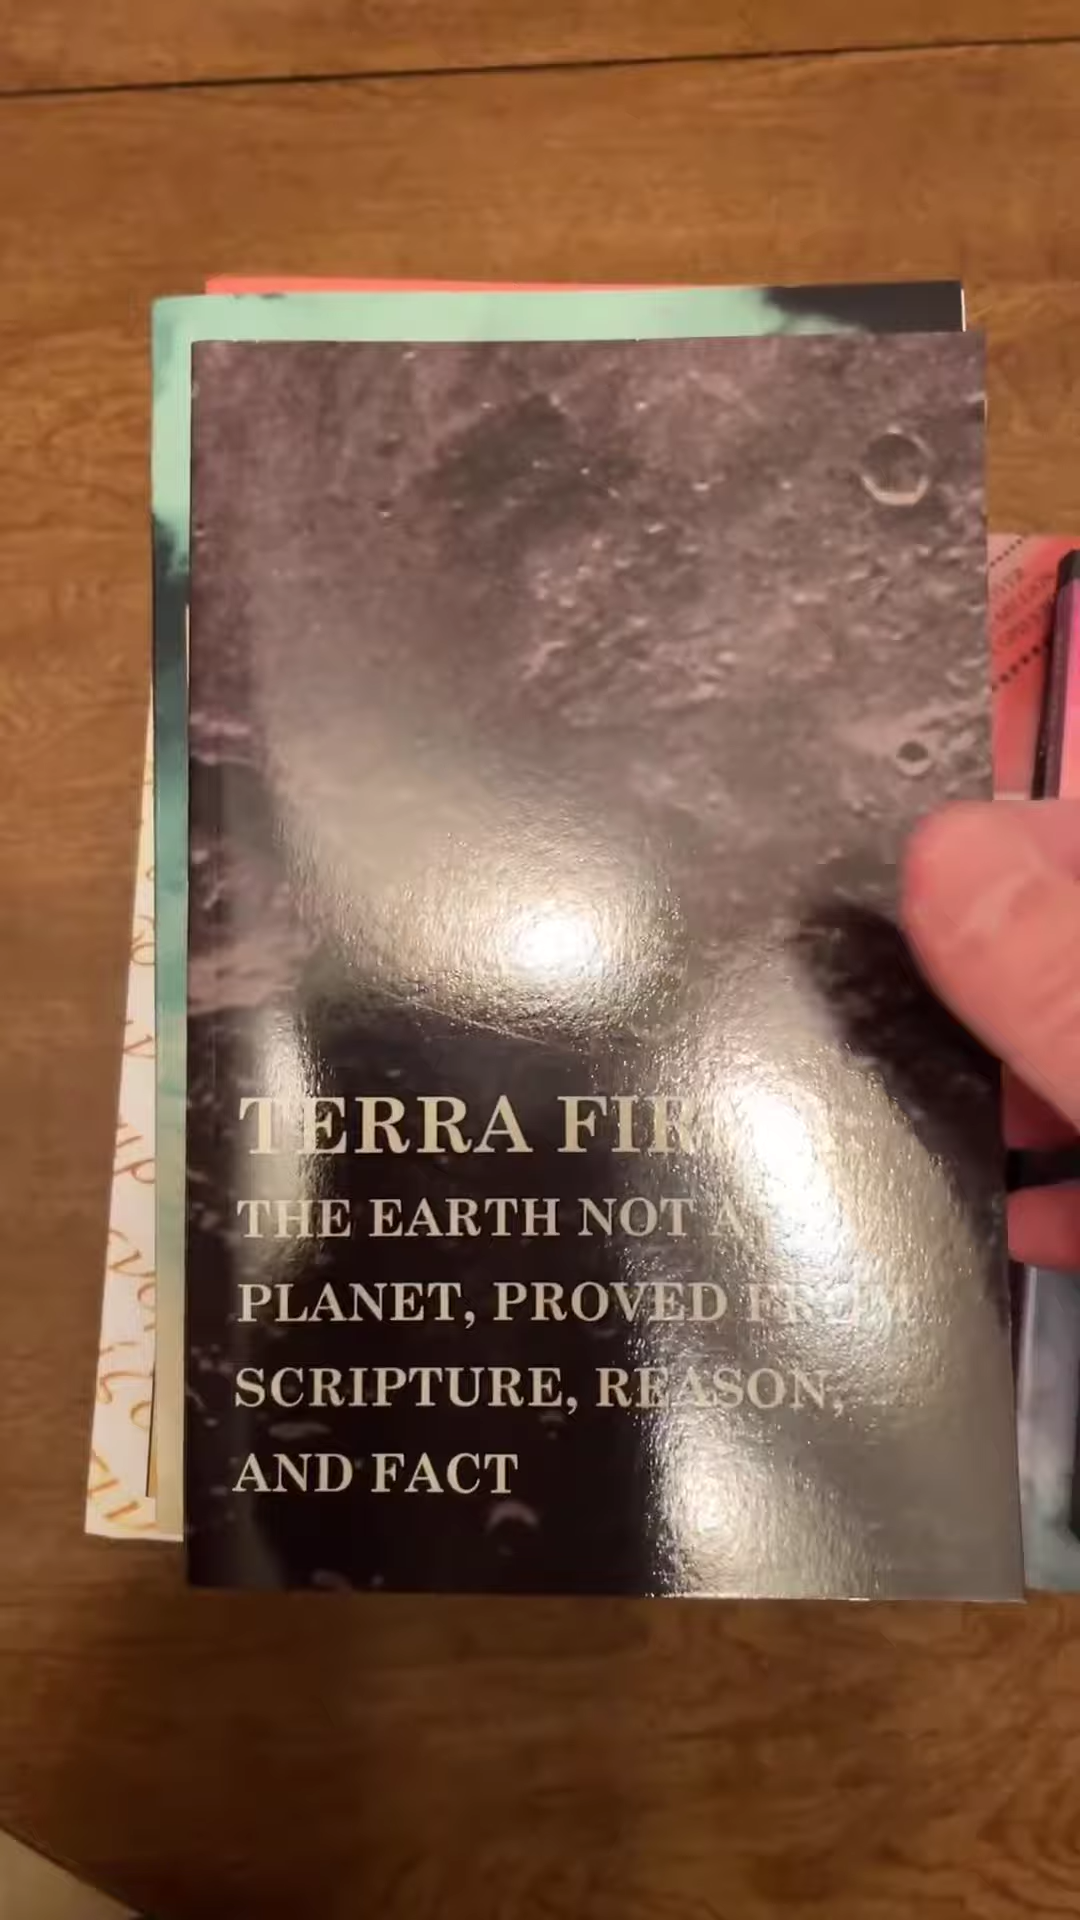 TERRA FIRMA
THE EARTH NOT A
PLANET, PROVED FROM
SCRIPTURE, REASON,
AND FACT